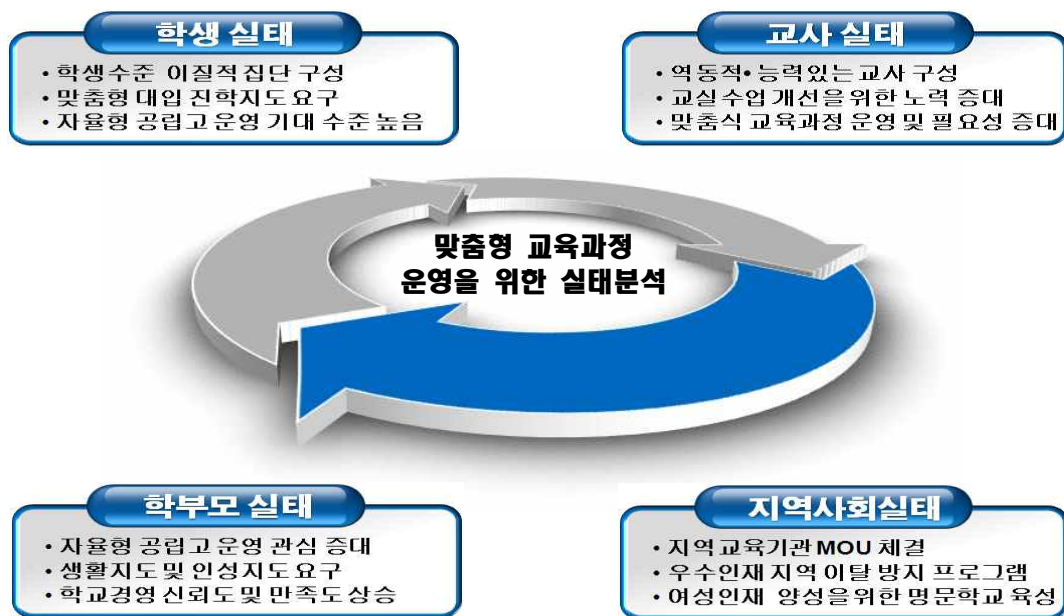 학생 실태
• 학생수준 이질적집단 구성
• 맞춤형 대입 진학지도요구
• 자율형 공립고 운영 기대 수준 높음
교사 실태
• 역동적• 능력있는 교사 구성
• 교실 수업 개선을위한 노력 증대
• 맞춤식 교육과정 운영 및 필요성 증대
맞춤형 교육과정
운영을 위한 실태분석
학부모 실태
• 자율형 공립고 운영 관심 증대
• 생활지도및 인성지도요구
• 학교경영 신뢰도및 만족도 상승
지역사회실태
• 지역교육기관 MOU 체결
• 우수인재 지역 이탈 방지 프로그램
• 여성인재 양성을위한 명문학교 육성